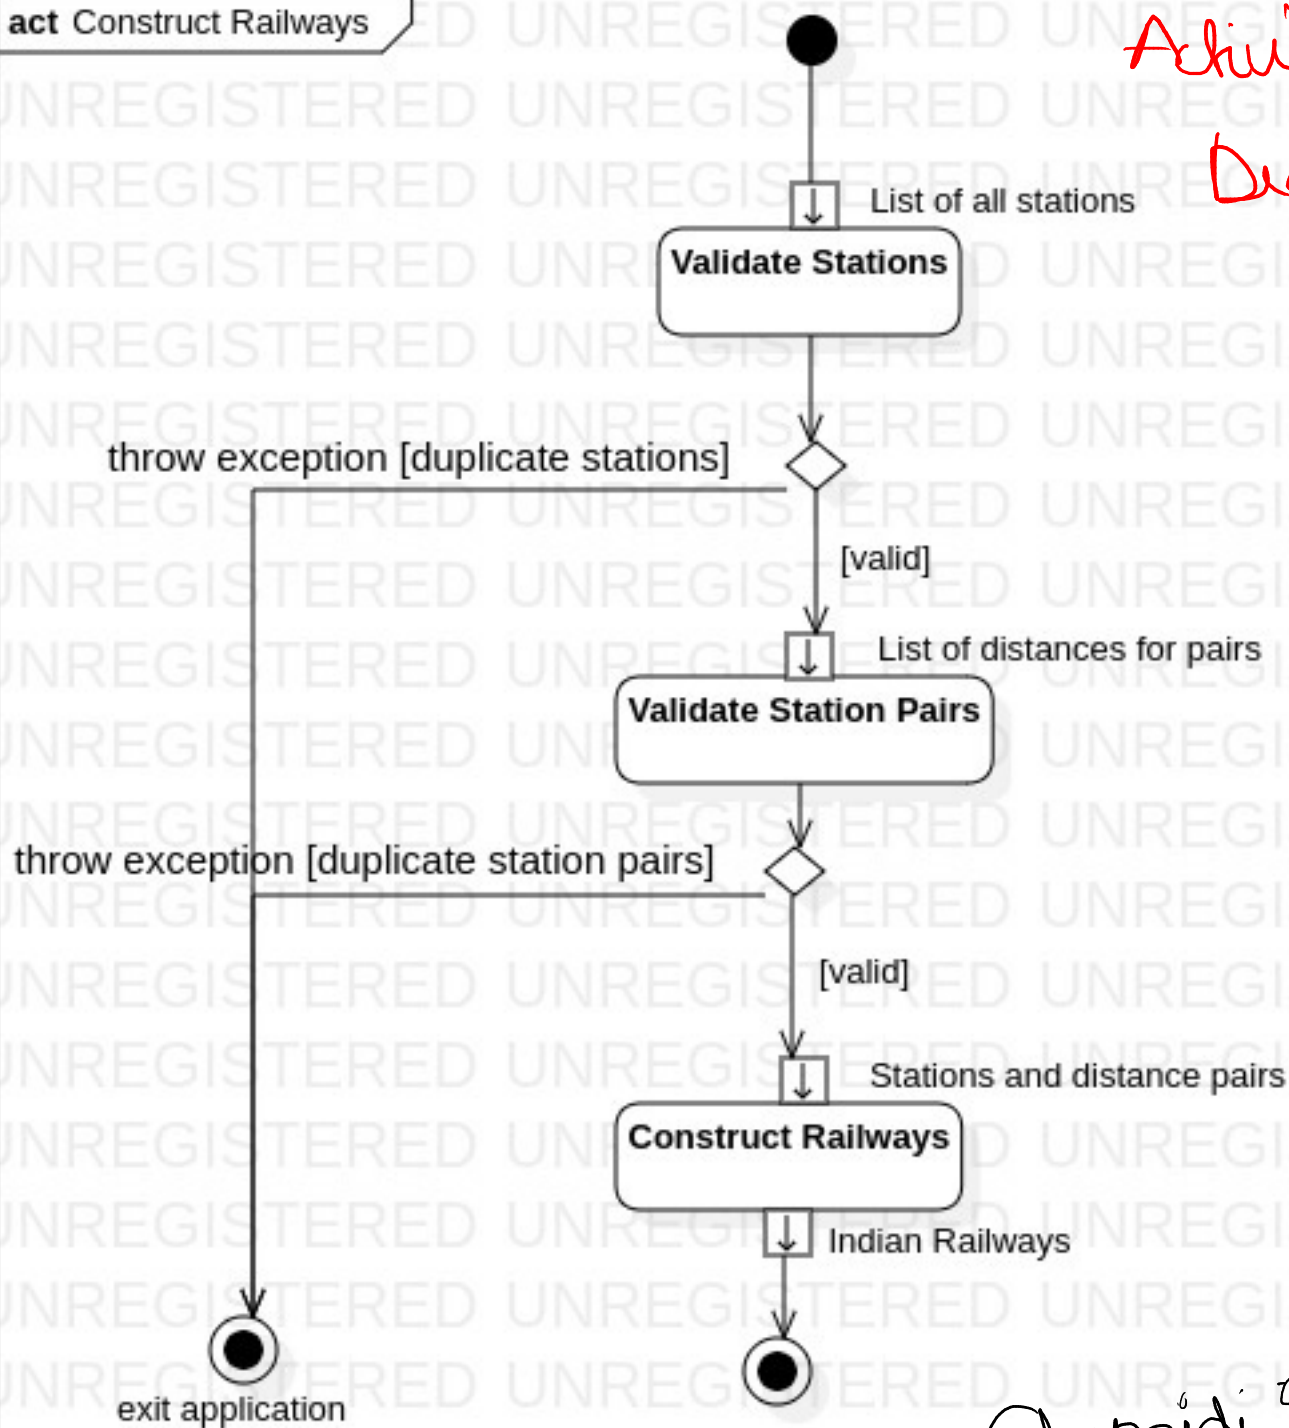 act Construct Railways
List of all stations
Validate Stations
throw exception [duplicate stations]
[valid]
List of distances for pairs
Validate Station Pairs
throw exception [duplicate station pairs]
[valid]
Stations and distance pairs
Construct Railways
Indian Railways
exit application